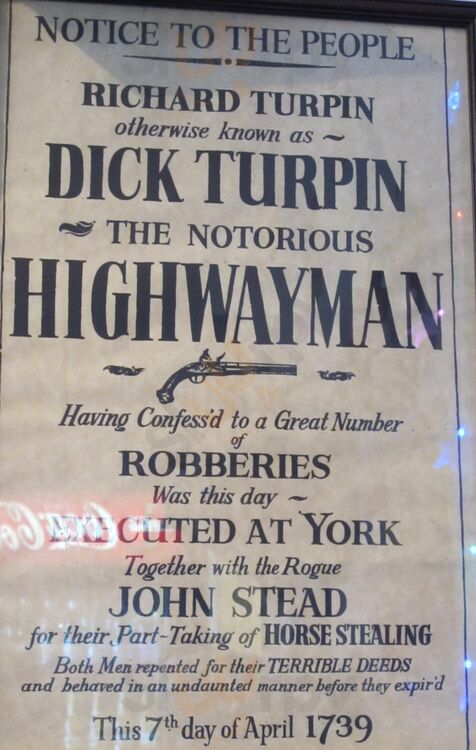 NOTICE TO THE PEOPLE
RICHARD TURPIN
otherwise known as ~
DICK TURPIN
THE NOTORIOUS
HIGHWAYMAN
Having Confess'd to a Great Number
of
ROBBERIES
Was this day ~
EXECUTED AT YORK
Together with the Rogue
JOHN STEAD
for their Part-Taking of HORSE STEALING
Both Men repented for their TERRIBLE DEEDS
and behaved in an undaunted manner before they expir'd
This 7th day of April 1739